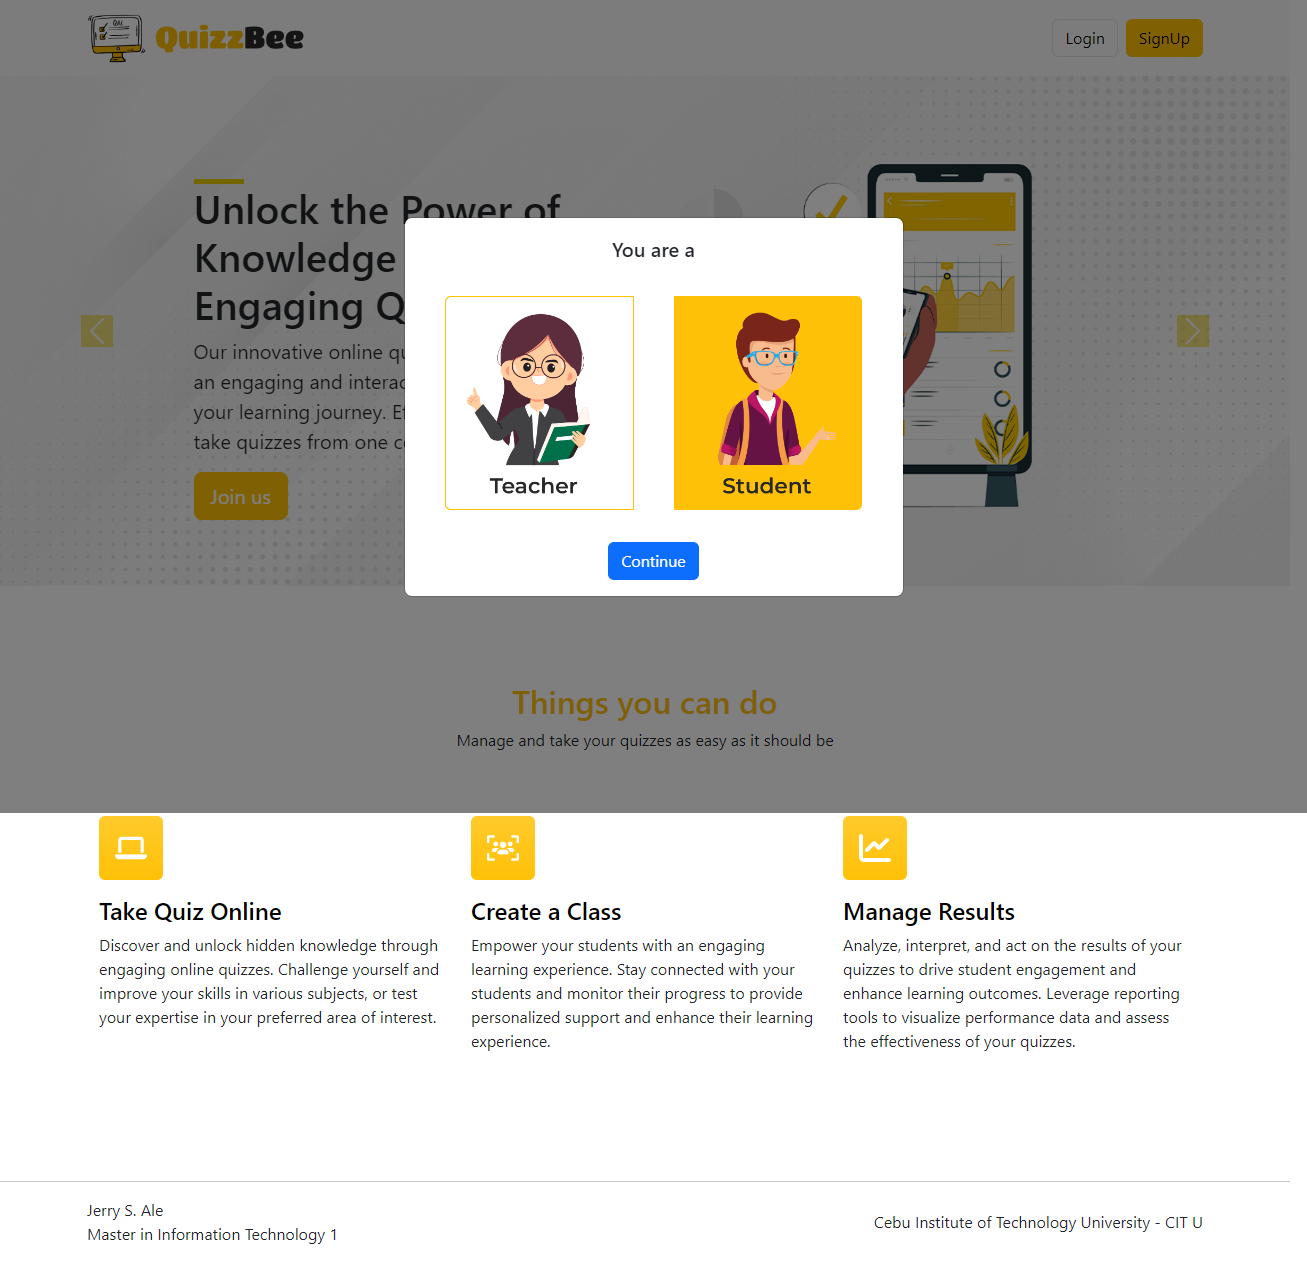 QuizzBee
Login
SignUp
Unlock the Power of
Knowledge
Engaging Q
Our innovative online qu
an engaging and interac
your learning journey. Ef
take quizzes from one c
Join us
You are a
Teacher
Student
Continue
Things you can do
Manage and take your quizzes as easy as it should be
Take Quiz Online
Discover and unlock hidden knowledge through
engaging online quizzes. Challenge yourself and
improve your skills in various subjects, or test
your expertise in your preferred area of interest.
Create a Class
Empower your students with an engaging
learning experience. Stay connected with your
students and monitor their progress to provide
personalized support and enhance their learning
experience.
Manage Results
Analyze, interpret, and act on the results of your
quizzes to drive student engagement and
enhance learning outcomes. Leverage reporting
tools to visualize performance data and assess
the effectiveness of your quizzes.
Jerry S. Ale
Master in Information Technology 1
Cebu Institute of Technology University - CIT U